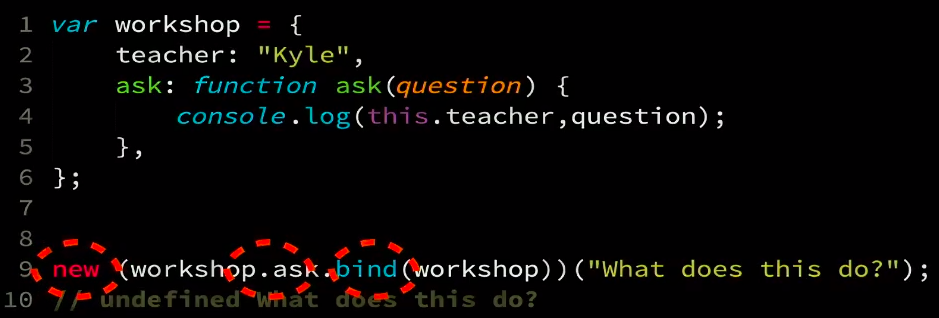 1 var workshop = {
2 teacher: "Kyle",
3 ask: function ask(question) {
4 console.log(this.teacher,question);
5 },
6 };
7
8
9 new (workshop.ask.bind(workshop))("What does this do?");
10 // undefined What does this do?